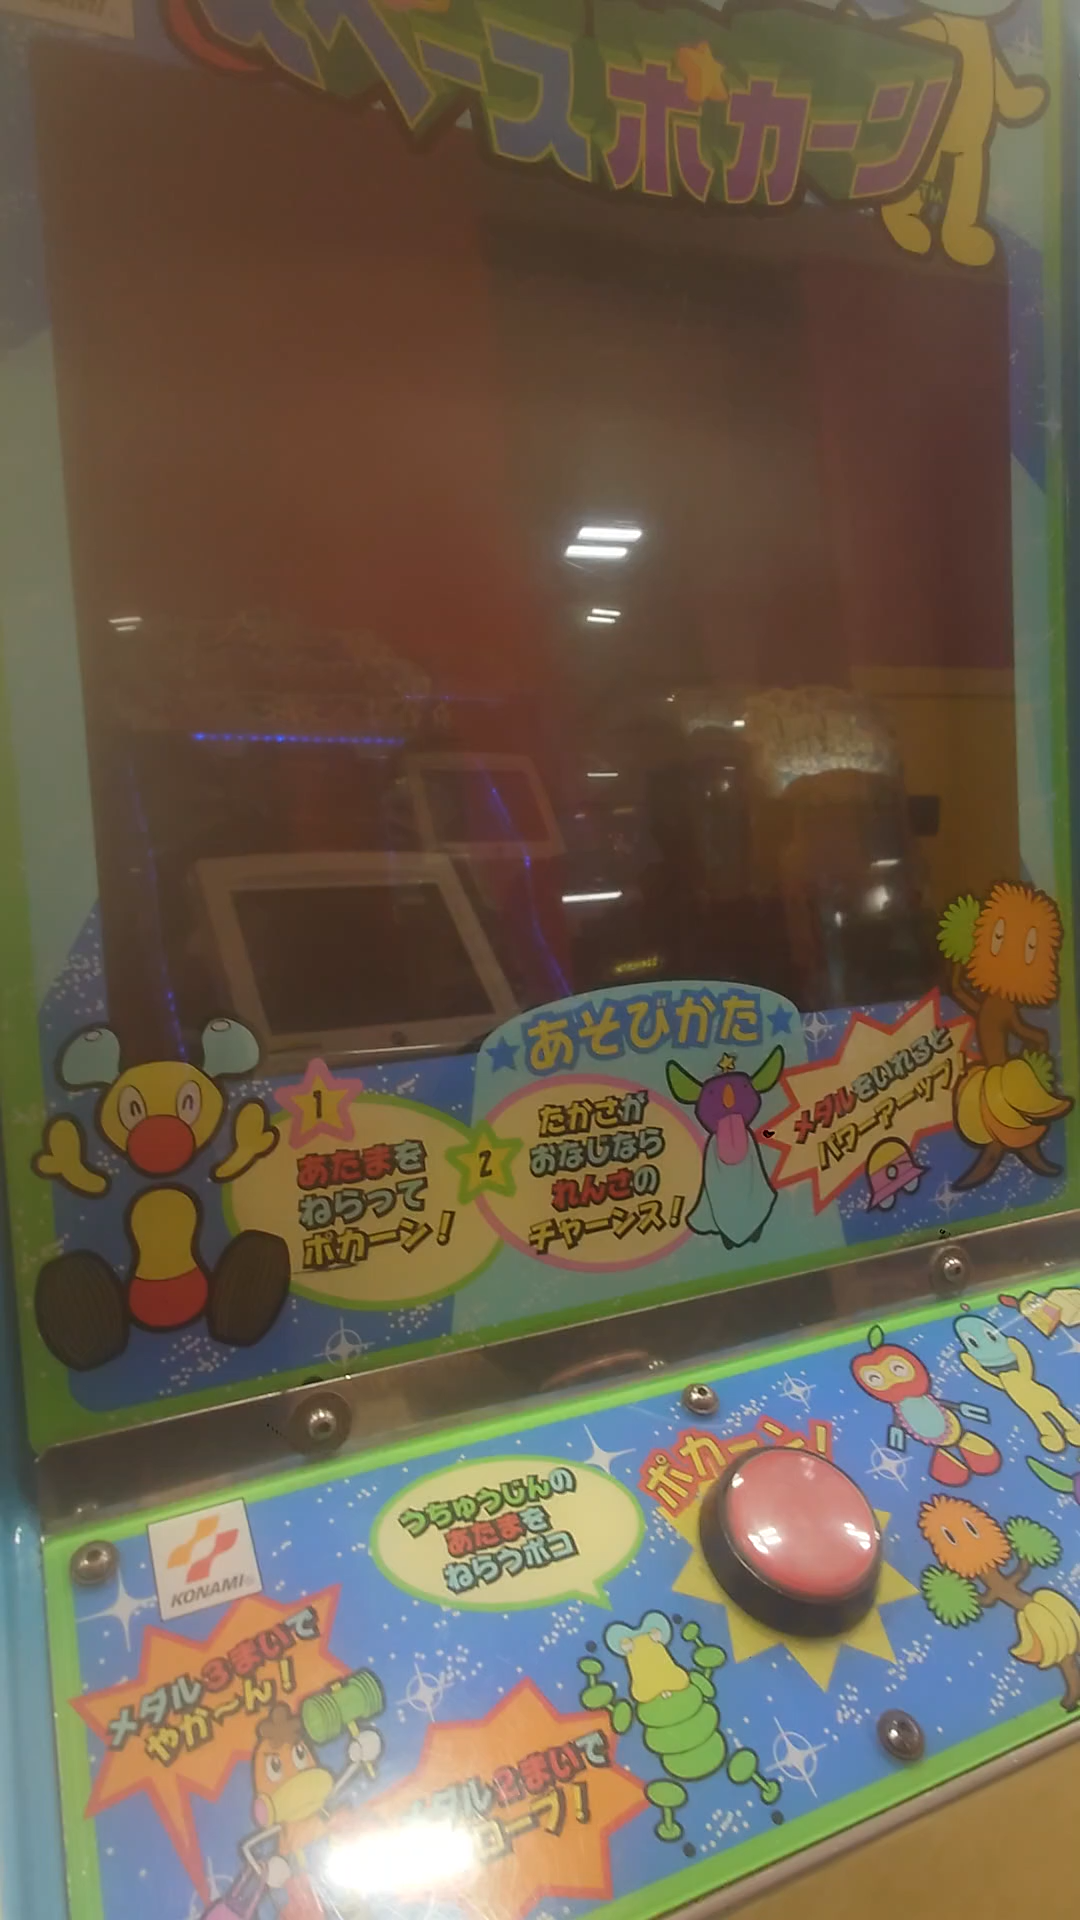 スペースポカーン
TM
あそびかた
1
あたまを
ねらって
ポカーン!
2
たかさが
おなじなら
れんさの
チャーンス!
メダルをいれると
パワーアーップ!
ポカーン!
うちゅうじんの
あたまを
ねらうポコ
KONAMI
メダル3まいで
やか〜ん!
メダル2まいで